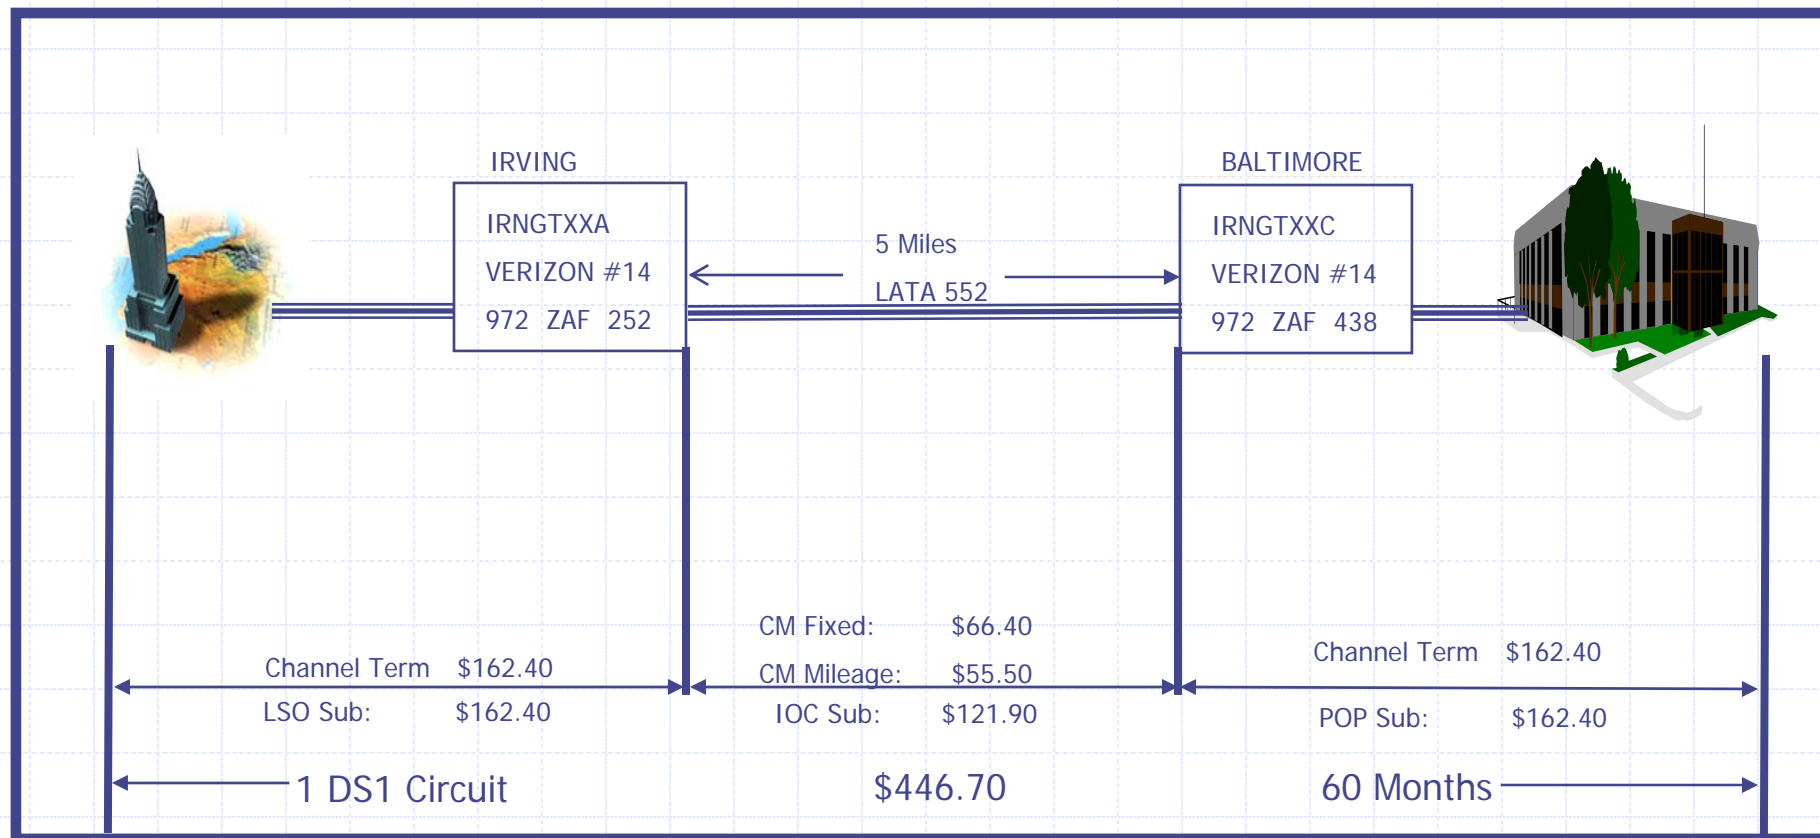 IRVING
IRNGTXXA
VERIZON #14
972 ZAF 252
5 Miles
LATA 552
BALTIMORE
IRNGTXXC
VERIZON #14
972 ZAF 438
Channel Term $162.40
LSO Sub: $162.40
CM Fixed: $66.40
CM Mileage: $55.50
IOC Sub: $121.90
Channel Term $162.40
POP Sub: $162.40
1 DS1 Circuit $446.70 60 Months